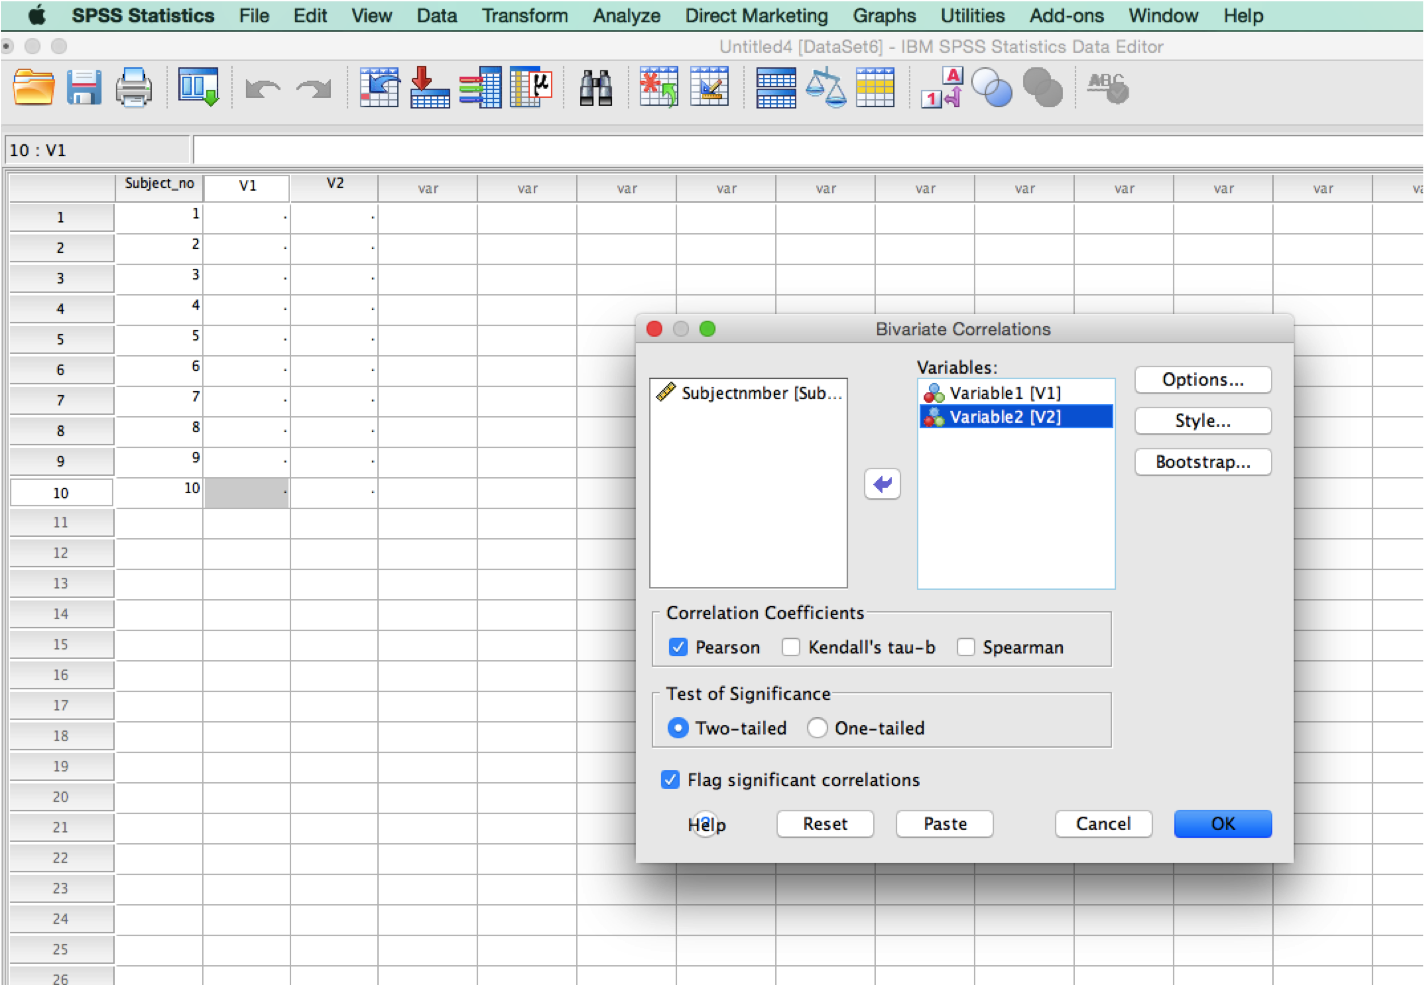 SPSS Statistics File Edit View Data Transform Analyze Direct Marketing Graphs Utilities Add-ons Window Help
Untitled4 [DataSet6] - IBM SPSS Statistics Data Editor
A
1
μ
ABC
10 : V1
Subject_no V1 V2 var var var var var var var var var var
1 1 . .
2 2 . .
3 3 . .
4 4 . .
5 5 . .
6 6 . .
7 7 . .
8 8 . .
9 9 . .
10 10 . .
11
12
13
14
15
16
17
18
19
20
21
22
23
24
25
26
Bivariate Correlations
Variables:
Subjectnmber [Sub...
Variable1 [V1]
Variable2 [V2]
Options...
Style...
Bootstrap...
Correlation Coefficients
Pearson Kendall's tau-b Spearman
Test of Significance
Two-tailed One-tailed
Flag significant correlations
Help Reset Paste Cancel OK